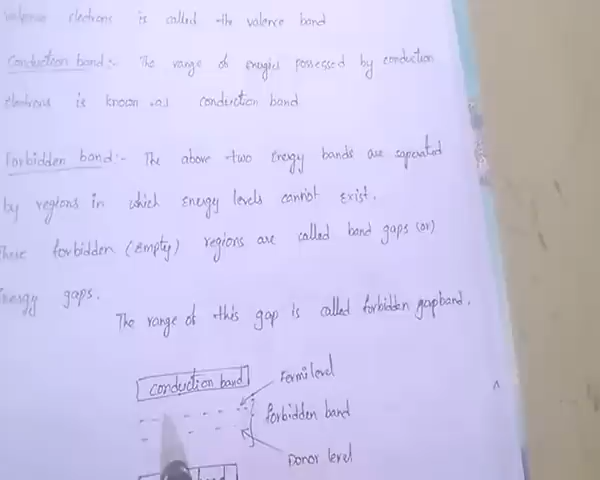 valence electrons is called the valence band
Conduction band:- The range of energies possessed by conduction
electrons is known as conduction band
Forbidden band:- The above two Energy bands are seperated
by regions in which energy levels cannot exist.
These forbidden (Empty) regions are called band gaps (or)
Energy gaps.
The range of this gap is called forbidden gapband.
Conduction band
Fermi level
forbidden band
Donor level
band